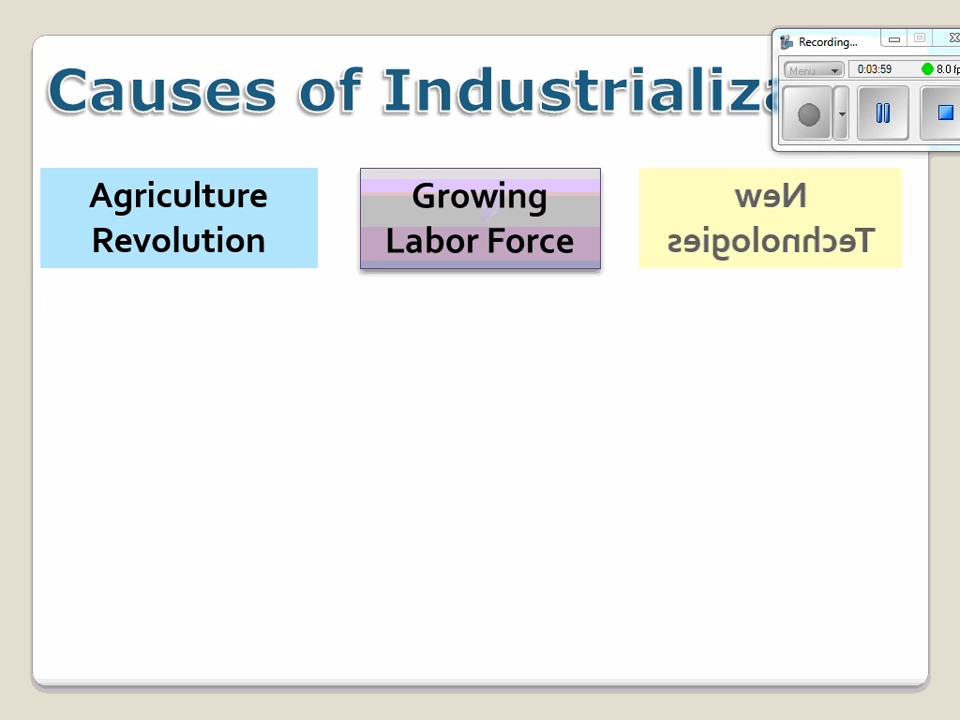 Causes of Industrializa
Recording...
Menu
0:03:59
8.0 fp
Agriculture
Revolution
Growing
Labor Force
New
Technologies